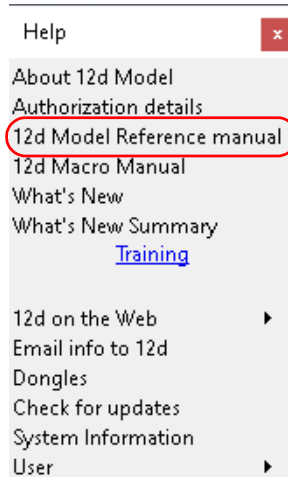 Help
x
About 12d Model
Authorization details
12d Model Reference manual
12d Macro Manual
What's New
What's New Summary
Training
12d on the Web
Email info to 12d
Dongles
Check for updates
System Information
User